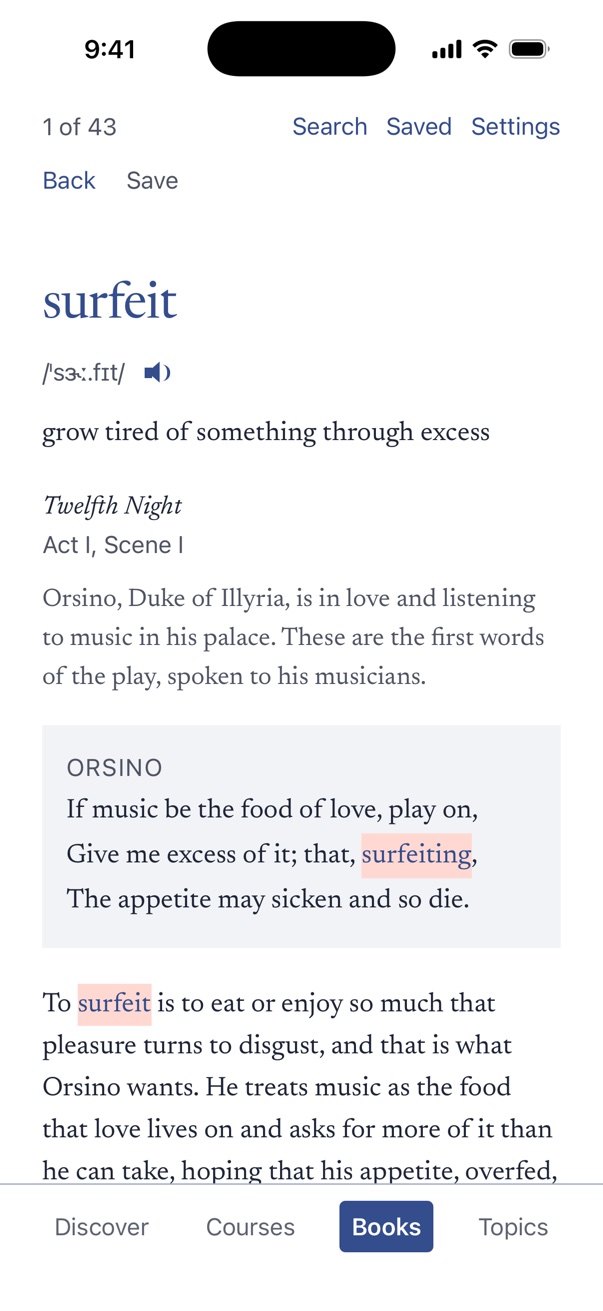 9:41
1 of 43 Search Saved Settings
Back Save
surfeit
/ˈsɝː.fɪt/
grow tired of something through excess
Twelfth Night
Act I, Scene I
Orsino, Duke of Illyria, is in love and listening
to music in his palace. These are the first words
of the play, spoken to his musicians.
ORSINO
If music be the food of love, play on,
Give me excess of it; that, surfeiting,
The appetite may sicken and so die.
To surfeit is to eat or enjoy so much that
pleasure turns to disgust, and that is what
Orsino wants. He treats music as the food
that love lives on and asks for more of it than
he can take, hoping that his appetite, overfed,
Discover Courses Books Topics